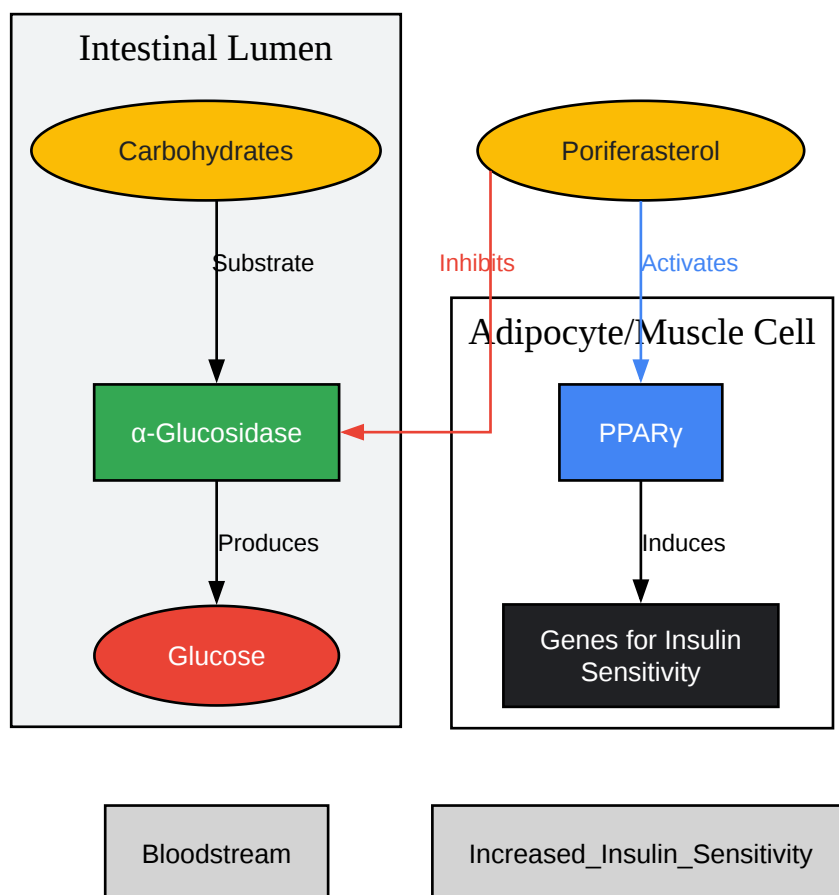 Intestinal Lumen
Carbohydrates
Poriferasterol
Substrate
Inhibits
Activates
Adipocyte/Muscle Cell
α-Glucosidase
PPARγ
Produces
Induces
Glucose
Genes for Insulin
Sensitivity
Bloodstream
Increased_Insulin_Sensitivity